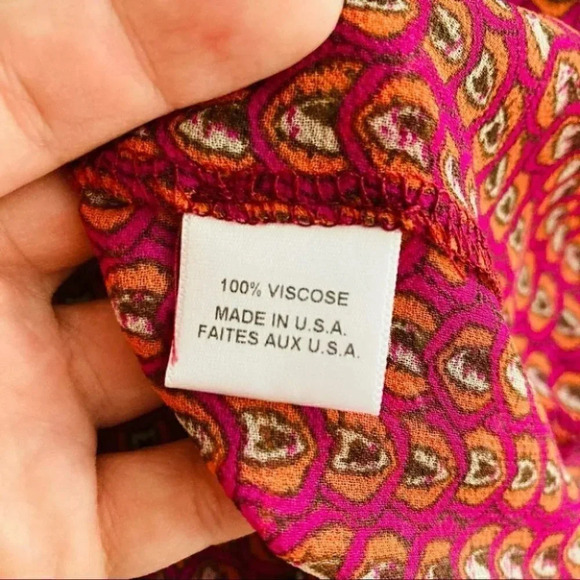 100% VISCOSE
MADE IN U.S.A.
FAITES AUX U.S.A.